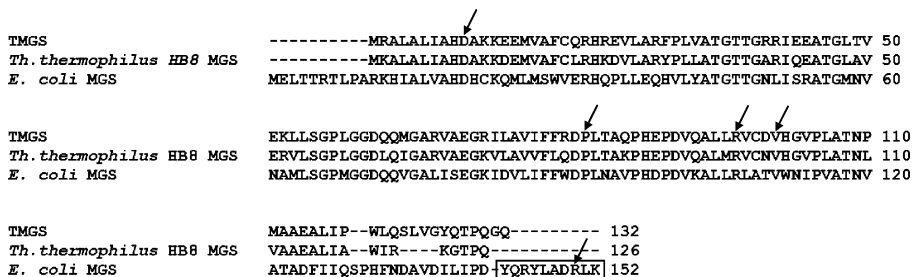 TMGS ----------MRALALIAHDAKKEEMVAFCQRHREVLARFPLVATGTTGRRIEEATGLTV 50
Th.thermophilus HB8 MGS ----------MKALALIAHDAKKDEMVAFCLRHKDVLARYPLLATGTTGARIQEATGLAV 50
E. coli MGS MELTTRTLPARKHIALVAHDHCKQMLMSWVERHQPLLEQHVLYATGTTGNLISRATGMNV 60
TMGS EKLLSGPLGGDQQMGARVAEGRILAVIFFRDPLTAQPHEPDVQALLRVCDVHGVPLATNP 110
Th.thermophilus HB8 MGS ERVLSGPLGGDLQIGARVAEGKVLAVVFLQDPLTAKPHEPDVQALMRVCNVHGVPLATNL 110
E. coli MGS NAMLSGPMGGDQQVGALISEGKIDVLIFFWDPLNAVPHDPDVKALLRLATVWNIPVATNV 120
TMGS MAAEALIP--WLQSLVGYQTPQGQ--------- 132
Th.thermophilus HB8 MGS VAAEALIA--WIR----KGTPQ----------- 126
E. coli MGS ATADFIIQSPHFNDAVDILIPD-YQRYLADRLK 152